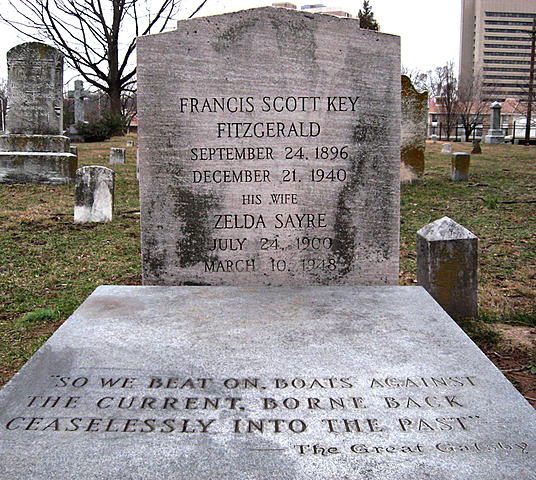 FRANCIS SCOTT KEY
FITZGERALD
SEPTEMBER 24, 1896
DECEMBER 21, 1940
HIS WIFE
ZELDA SAYRE
JULY 24, 1900
MARCH 10, 1948
"SO WE BEAT ON, BOATS AGAINST
THE CURRENT, BORNE BACK
CEASELESSLY INTO THE PAST"
— The Great Gatsby